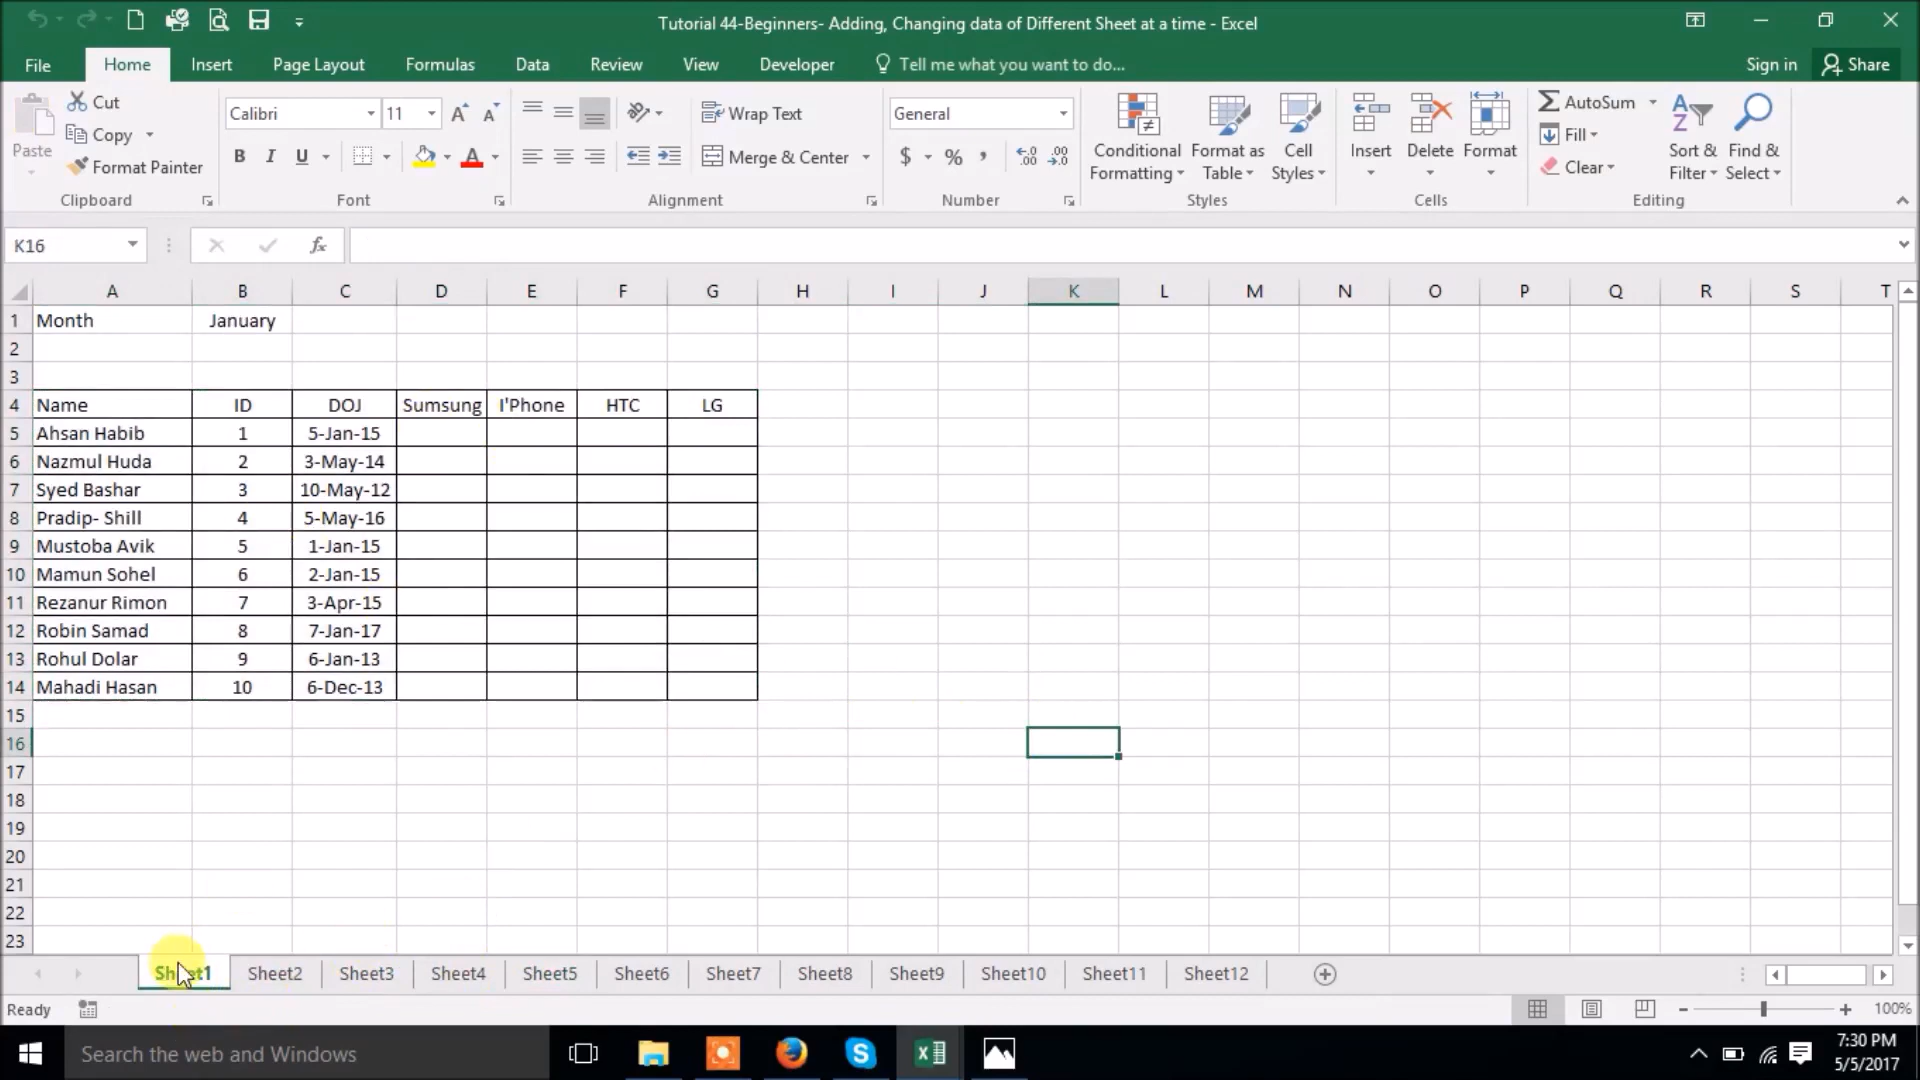 Tutorial 44-Beginners- Adding, Changing data of Different Sheet at a time - Excel
File Home Insert Page Layout Formulas Data Review View Developer Tell me what you want to do... Sign in Share
Paste Cut Copy Format Painter
Calibri 11
B I U A
Wrap Text
Merge & Center
General
$ % ,
Conditional Formatting Format as Table Cell Styles
Insert Delete Format
AutoSum Fill Clear
Sort & Filter Find & Select
Clipboard Font Alignment Number Styles Cells Editing
K16 fx
A B C D E F G H I J K L M N O P Q R S T
1 Month January
2
3
4 Name ID DOJ Sumsung I'Phone HTC LG
5 Ahsan Habib 1 5-Jan-15
6 Nazmul Huda 2 3-May-14
7 Syed Bashar 3 10-May-12
8 Pradip- Shill 4 5-May-16
9 Mustoba Avik 5 1-Jan-15
10 Mamun Sohel 6 2-Jan-15
11 Rezanur Rimon 7 3-Apr-15
12 Robin Samad 8 7-Jan-17
13 Rohul Dolar 9 6-Jan-13
14 Mahadi Hasan 10 6-Dec-13
15
16
17
18
19
20
21
22
23
Sheet1 Sheet2 Sheet3 Sheet4 Sheet5 Sheet6 Sheet7 Sheet8 Sheet9 Sheet10 Sheet11 Sheet12
Ready 100%
Search the web and Windows
7:30 PM
5/5/2017